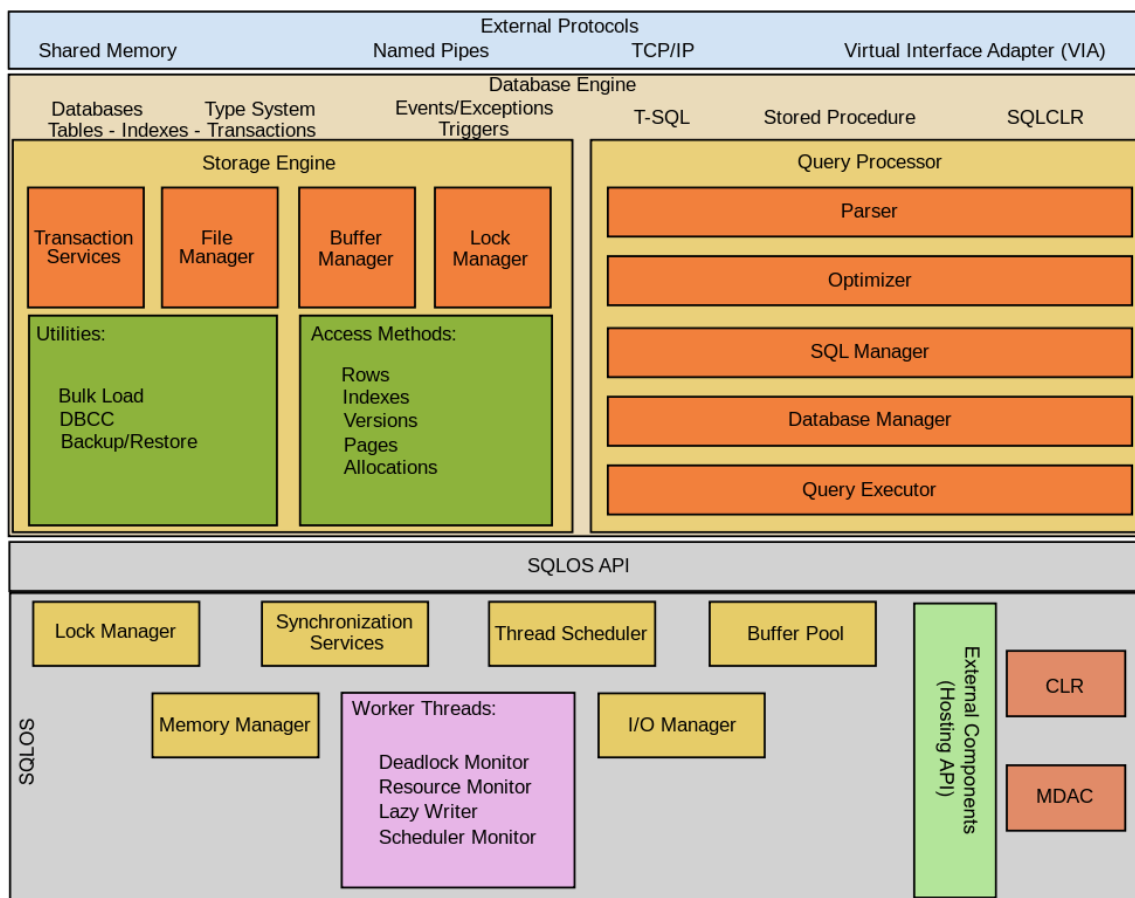 External Protocols
Shared Memory
Named Pipes
TCP/IP
Virtual Interface Adapter (VIA)
Database Engine
Databases
Type System
Tables - Indexes - Transactions
Events/Exceptions
Triggers
T-SQL
Stored Procedure
SQLCLR
Storage Engine
Transaction
Services
File
Manager
Buffer
Manager
Lock
Manager
Utilities:
Bulk Load
DBCC
Backup/Restore
Access Methods:
Rows
Indexes
Versions
Pages
Allocations
Query Processor
Parser
Optimizer
SQL Manager
Database Manager
Query Executor
SQLOS API
SQLOS
Lock Manager
Synchronization
Services
Thread Scheduler
Buffer Pool
Memory Manager
Worker Threads:
Deadlock Monitor
Resource Monitor
Lazy Writer
Scheduler Monitor
I/O Manager
External Components
(Hosting API)
CLR
MDAC